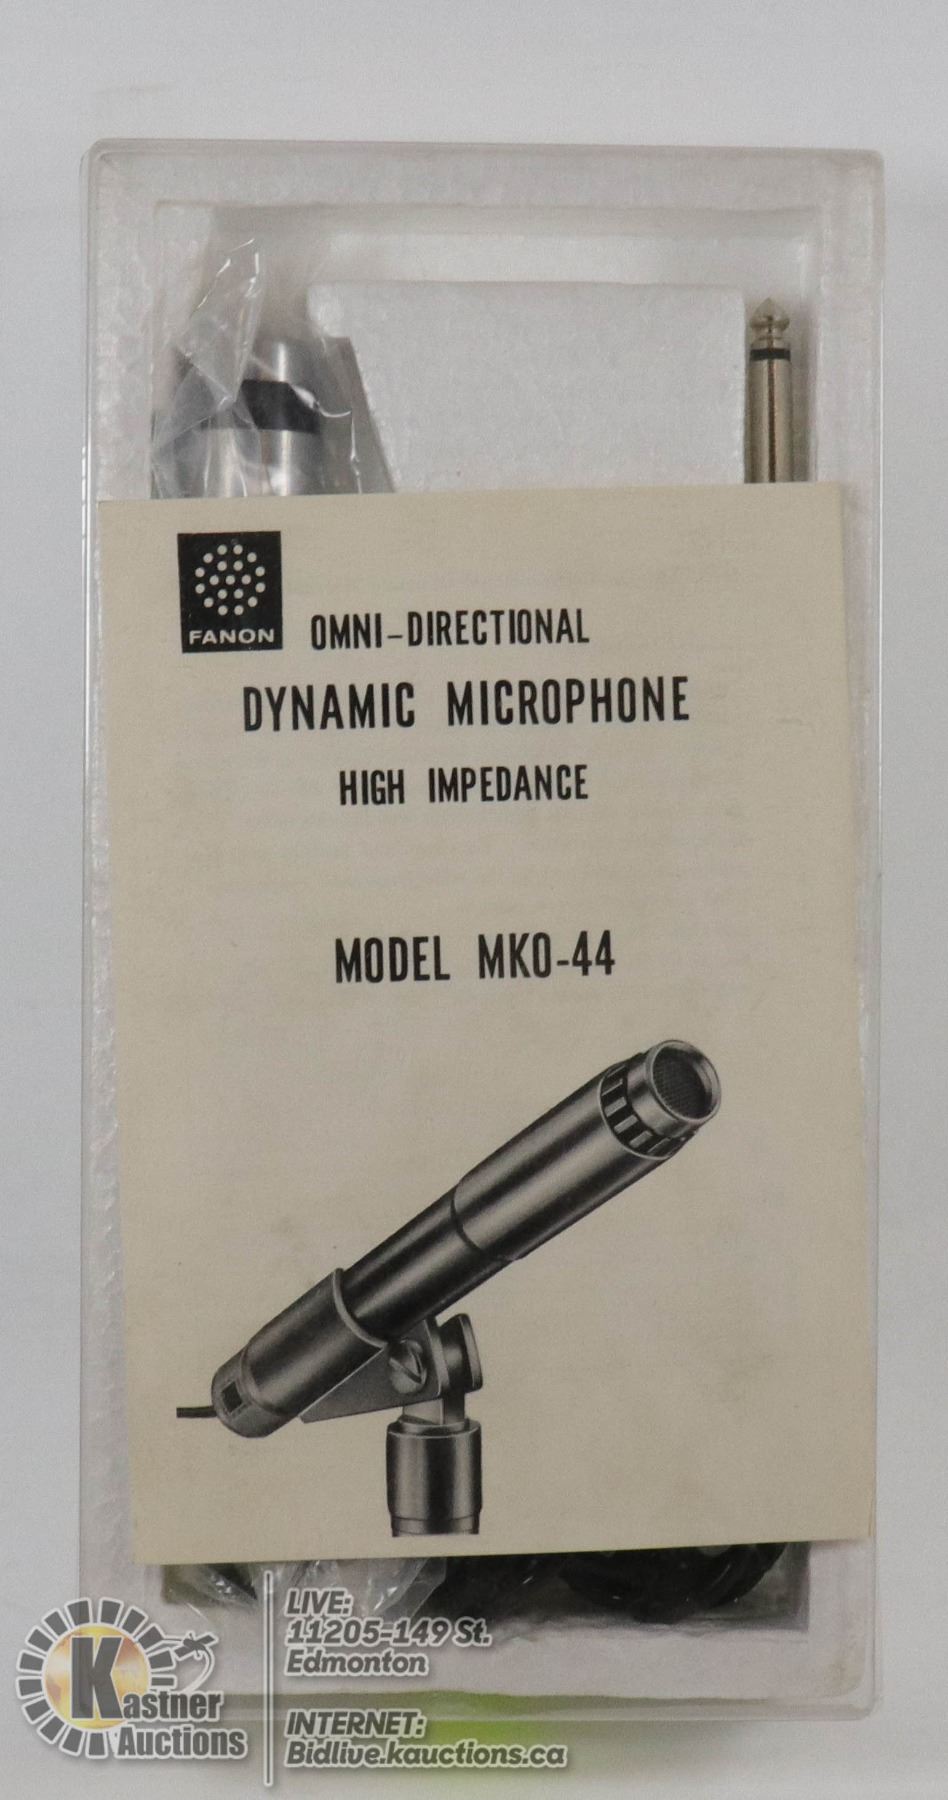 FANON
OMNI-DIRECTIONAL
DYNAMIC MICROPHONE
HIGH IMPEDANCE
MODEL MKO-44
Kastner
Auctions
LIVE:
11205-149 St.
Edmonton
INTERNET:
Bidlive.kauctions.ca